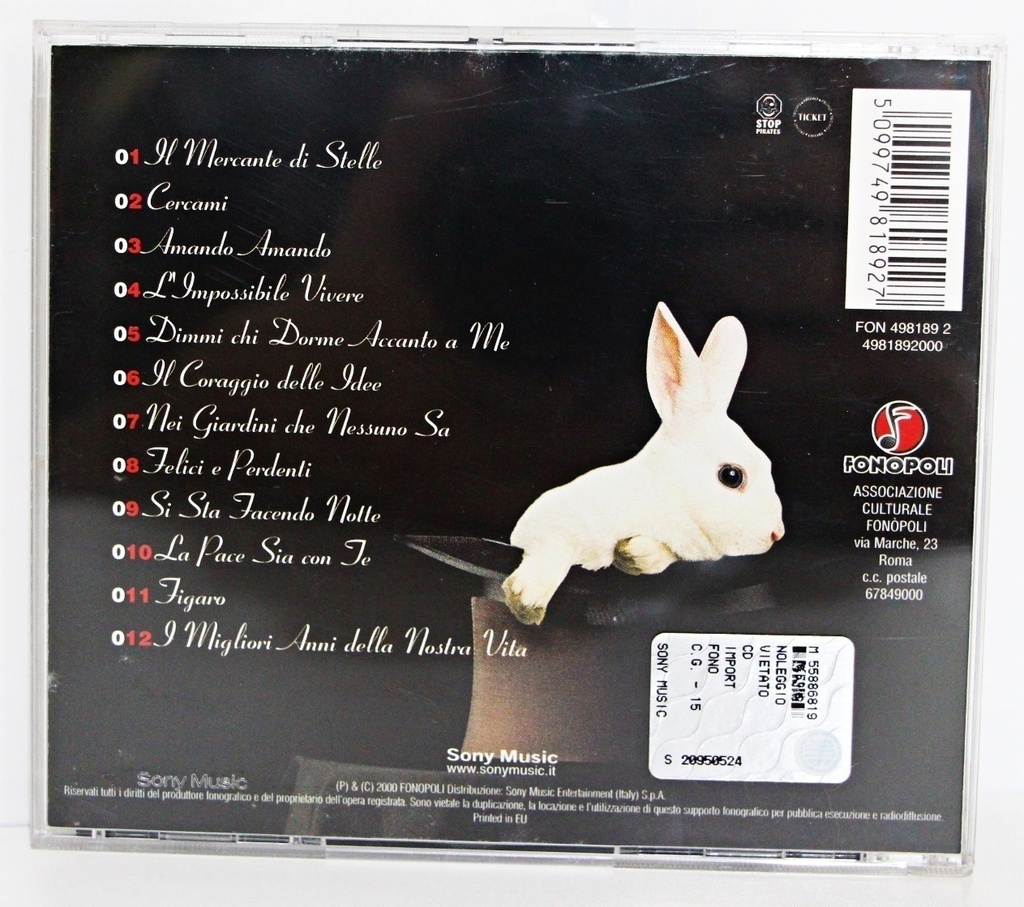 01 Il Mercante di Stelle
02 Cercami
03 Amando Amando
04 L'Impossibile Vivere
05 Dimmi chi Dorme Accanto a Me
06 Il Coraggio delle Idee
07 Nei Giardini che Nessuno Sa
08 Felici e Perdenti
09 Si Sta Facendo Notte
010 La Pace Sia con Te
011 Figaro
012 I Migliori Anni della Nostra Vita
STOP
PIRATES
TICKET
5 099749 818927
FON 498189 2
4981892000
FONOPOLI
ASSOCIAZIONE
CULTURALE
FONÒPOLI
via Marche, 23
Roma
c.c. postale
67849000
M 55886819
NOLEGGIO
VIETATO
CD
IMPORT
FONO
C.G. - 15
SONY MUSIC
S 20950524
Sony Music
www.sonymusic.it
Sony Music
(P) & (C) 2000 FONOPOLI Distribuzione: Sony Music Entertainment (Italy) S.p.A.
Riservati tutti i diritti del produttore fonografico e del proprietario dell'opera registrata. Sono vietate la duplicazione, la locazione e l'utilizzazione di questo supporto fonografico per pubblica esecuzione e radiodiffusione.
Printed in EU